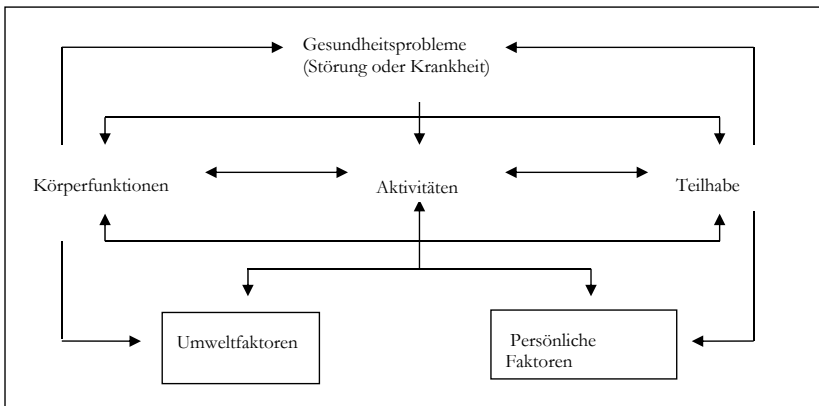 Gesundheitsprobleme
(Störung oder Krankheit)
Körperfunktionen
Aktivitäten
Teilhabe
Umweltfaktoren
Persönliche
Faktoren